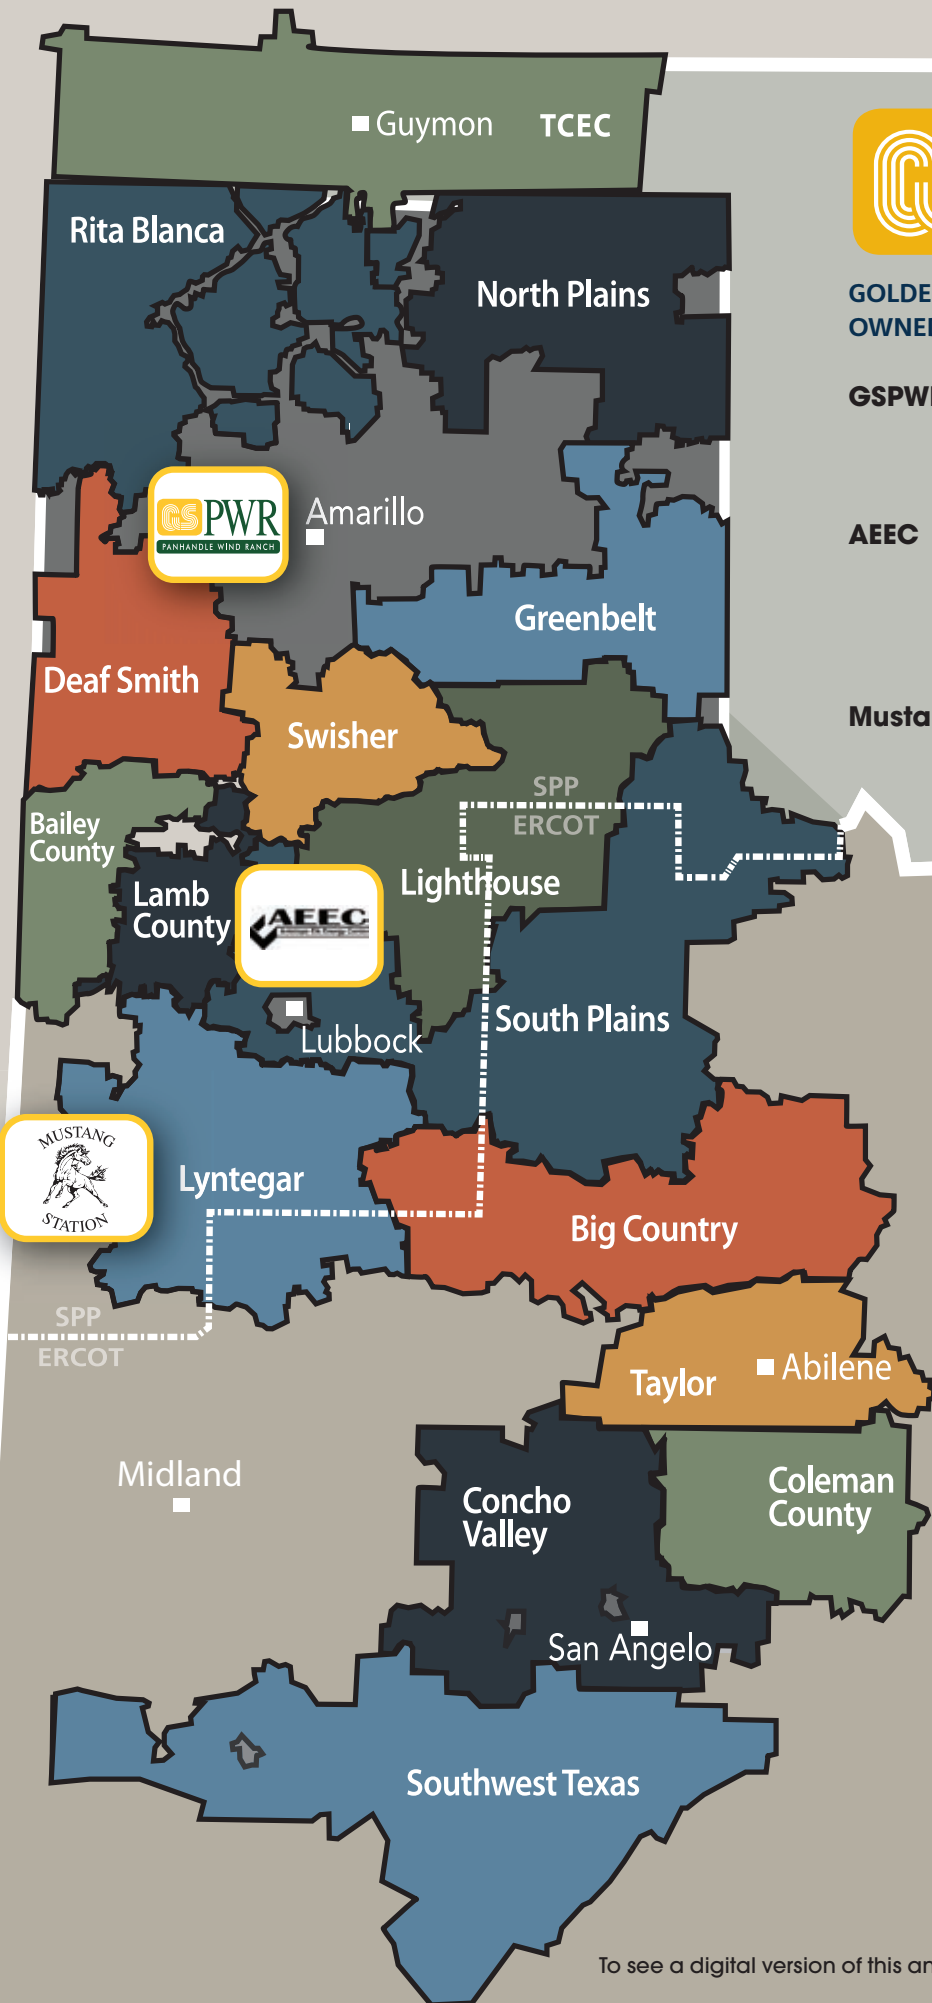 Guymon TCEC
Rita Blanca
North Plains
GOLDE
OWNE
GSPW
GS PWR
PANHANDLE WIND RANCH
Amarillo
AEEC
Greenbelt
Deaf Smith
Swisher
Musta
SPP
ERCOT
Bailey
County
Lamb
County
Lighthouse
AEEC
South Plains
Lubbock
MUSTANG
STATION
Lyntegar
Big Country
SPP
ERCOT
Taylor
Abilene
Midland
Coleman
County
Concho
Valley
San Angelo
Southwest Texas
To see a digital version of this an